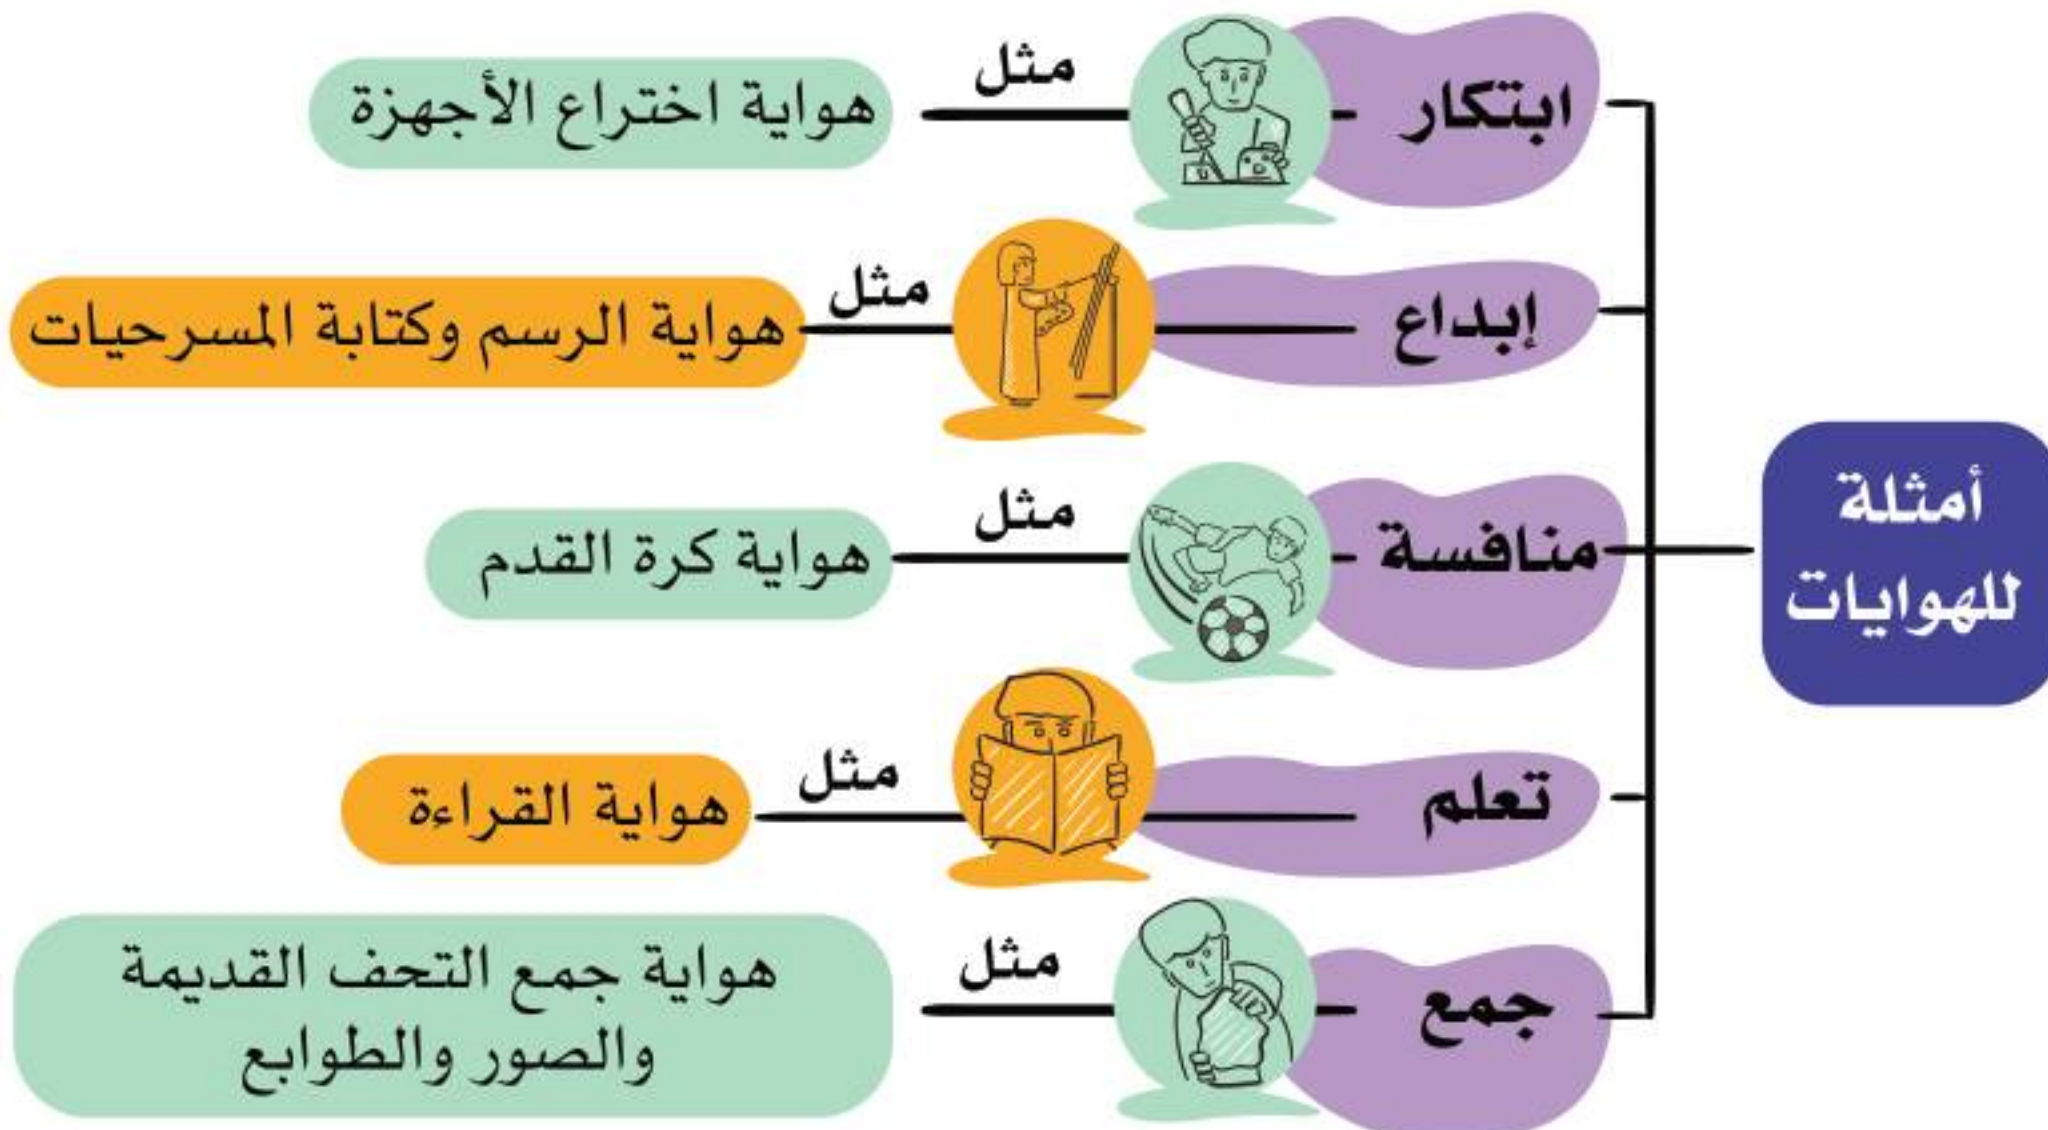 أمثلة
للهوايات
ابتكار
مثل
هواية اختراع الأجهزة
إبداع
مثل
هواية الرسم وكتابة المسرحيات
منافسة
مثل
هواية كرة القدم
تعلم
مثل
هواية القراءة
جمع
مثل
هواية جمع التحف القديمة
والصور والطوابع